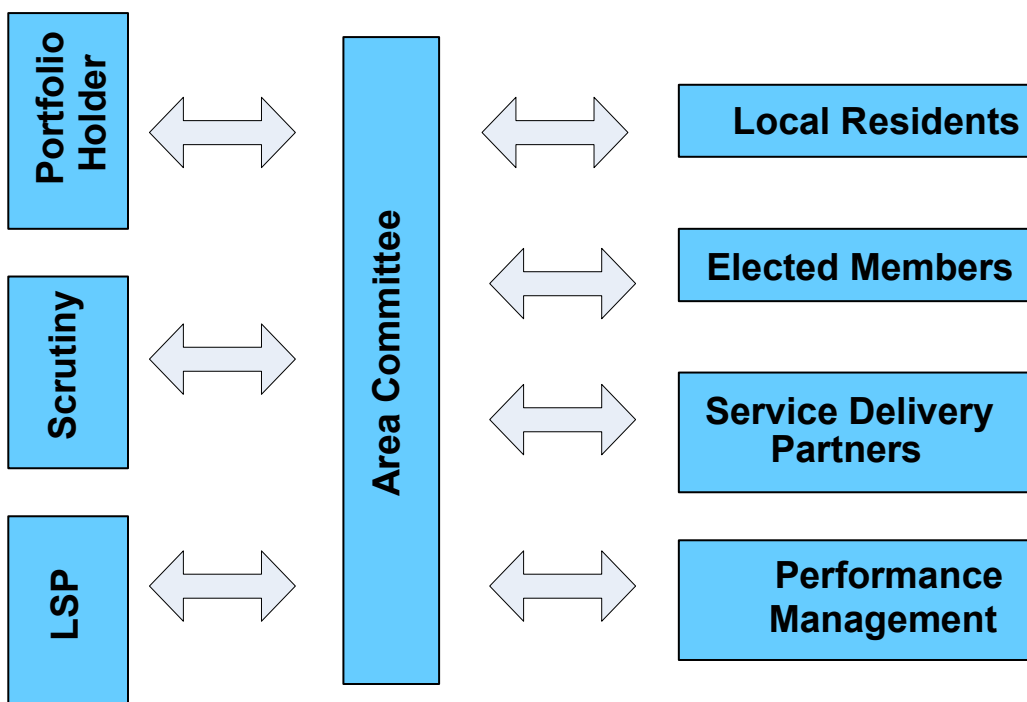 Portfolio
Holder
Scrutiny
LSP
Area Committee
Local Residents
Elected Members
Service Delivery
Partners
Performance
Management